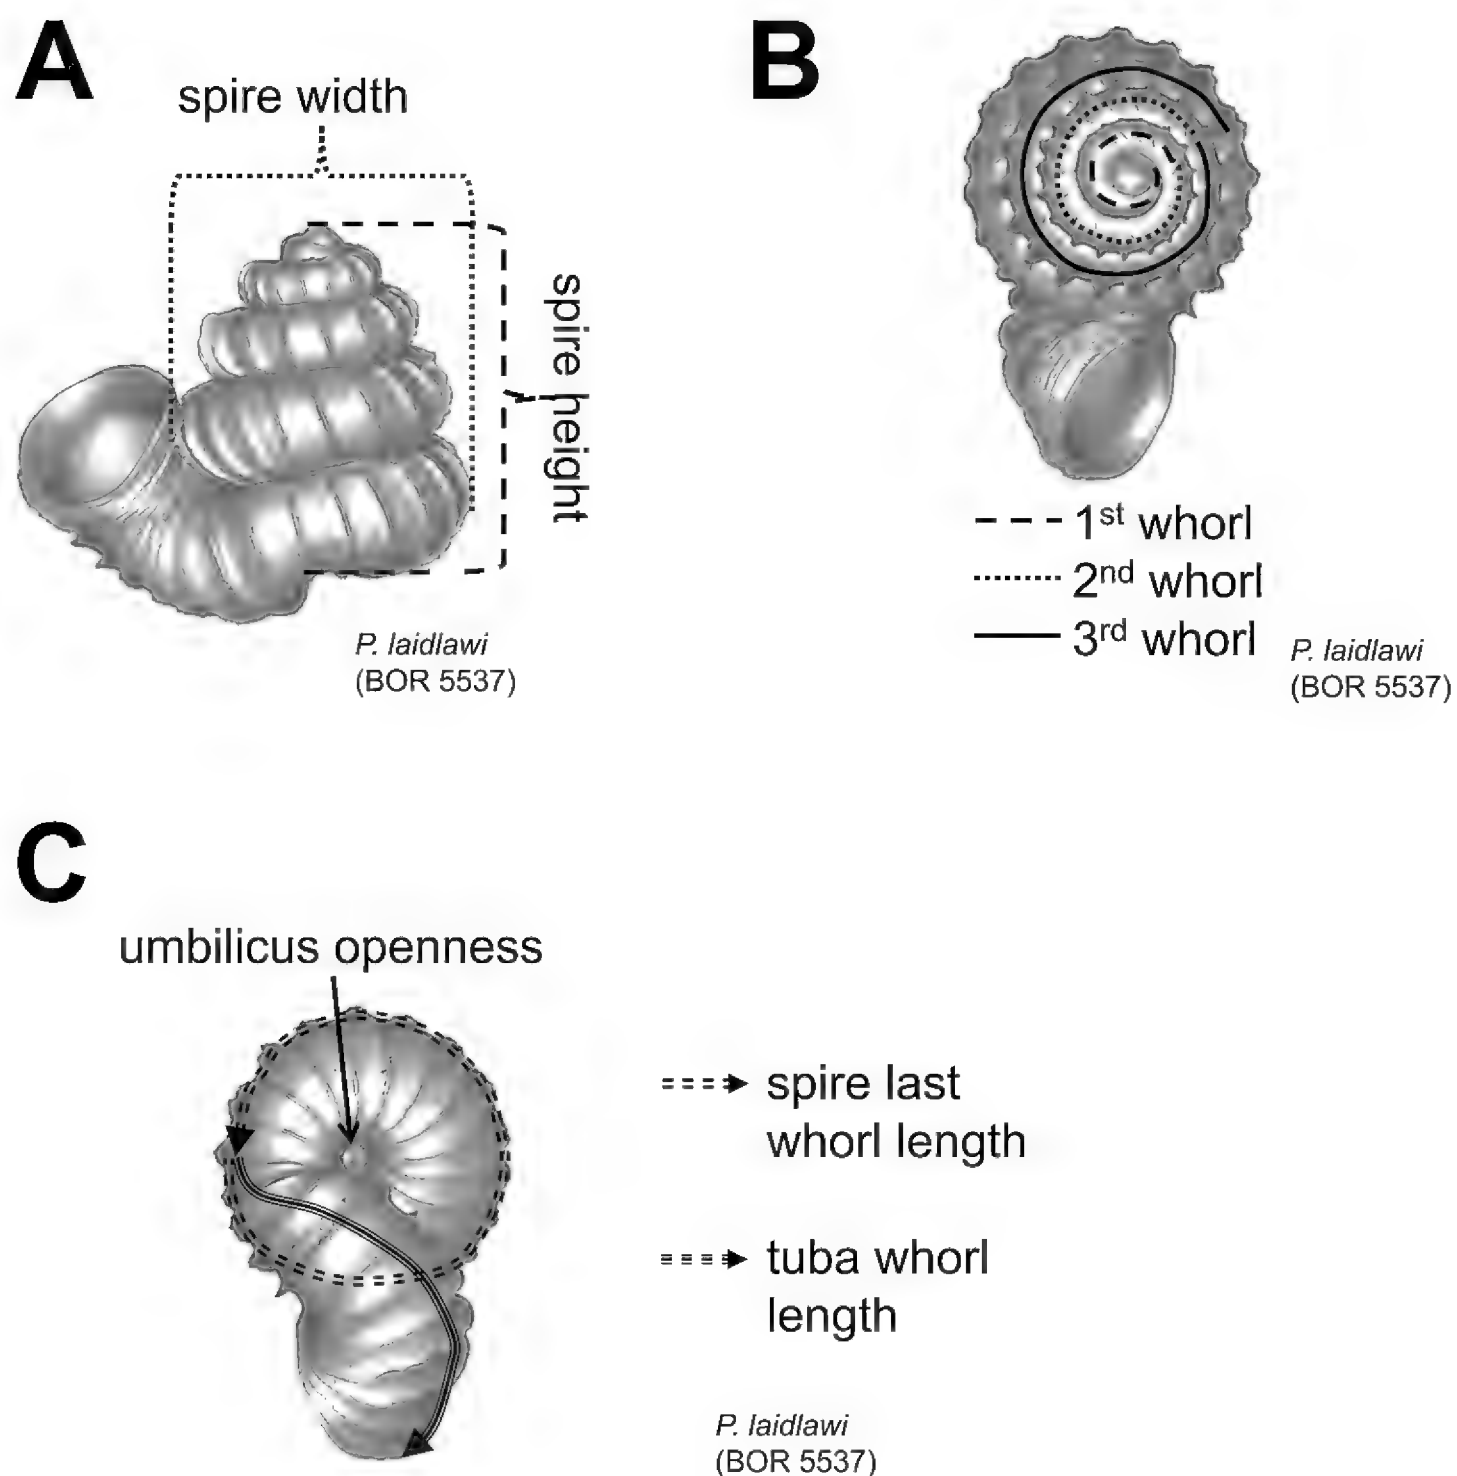 A
spire width
spire height
P. laidlawi
(BOR 5537)
B
1st whorl
2nd whorl
3rd whorl
P. laidlawi
(BOR 5537)
C
umbilicus openness
spire last
whorl length
tuba whorl
length
P. laidlawi
(BOR 5537)